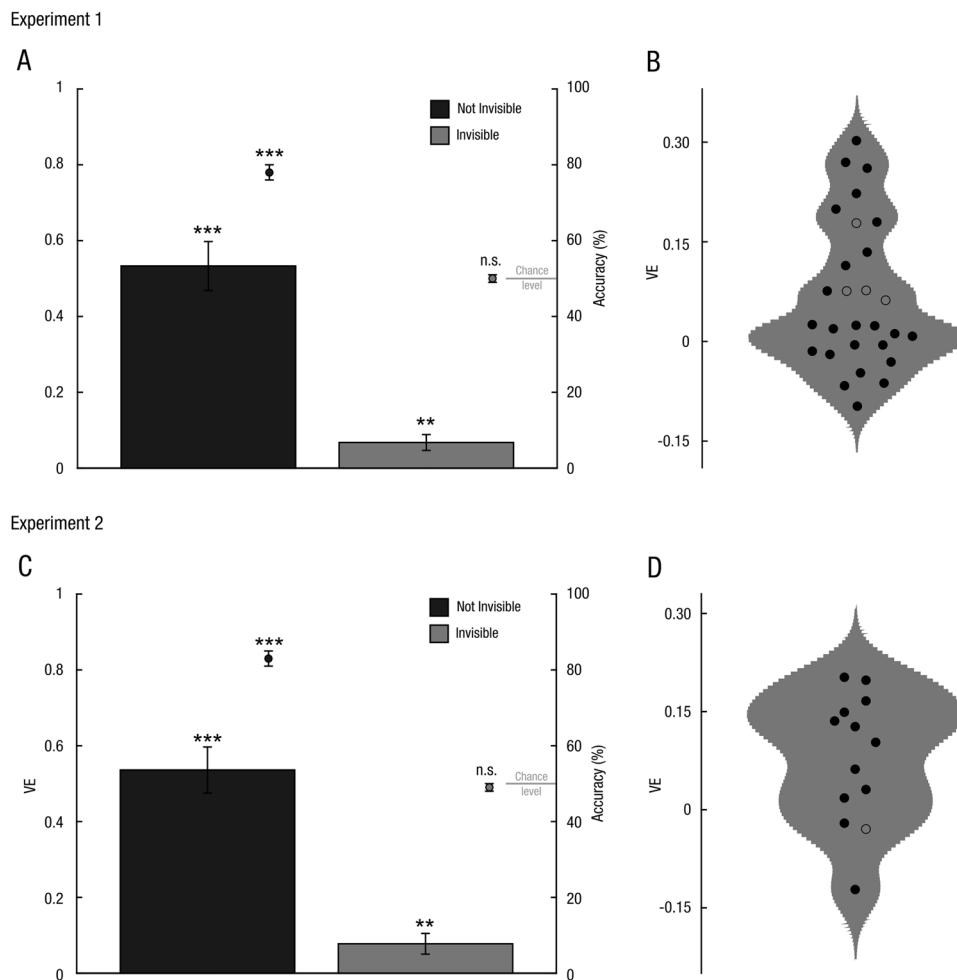 Experiment 1
A
1
0.8
0.6
0.4
0.2
0
***
***
**
n.s.
Chance
level
Not Invisible
Invisible
100
80
60
40
20
0
Accuracy (%)
B
0.30
0.15
0
-0.15
VE
Experiment 2
C
VE
1
0.8
0.6
0.4
0.2
0
***
***
**
n.s.
Chance
level
Not Invisible
Invisible
100
80
60
40
20
0
Accuracy (%)
D
0.30
0.15
0
-0.15
VE